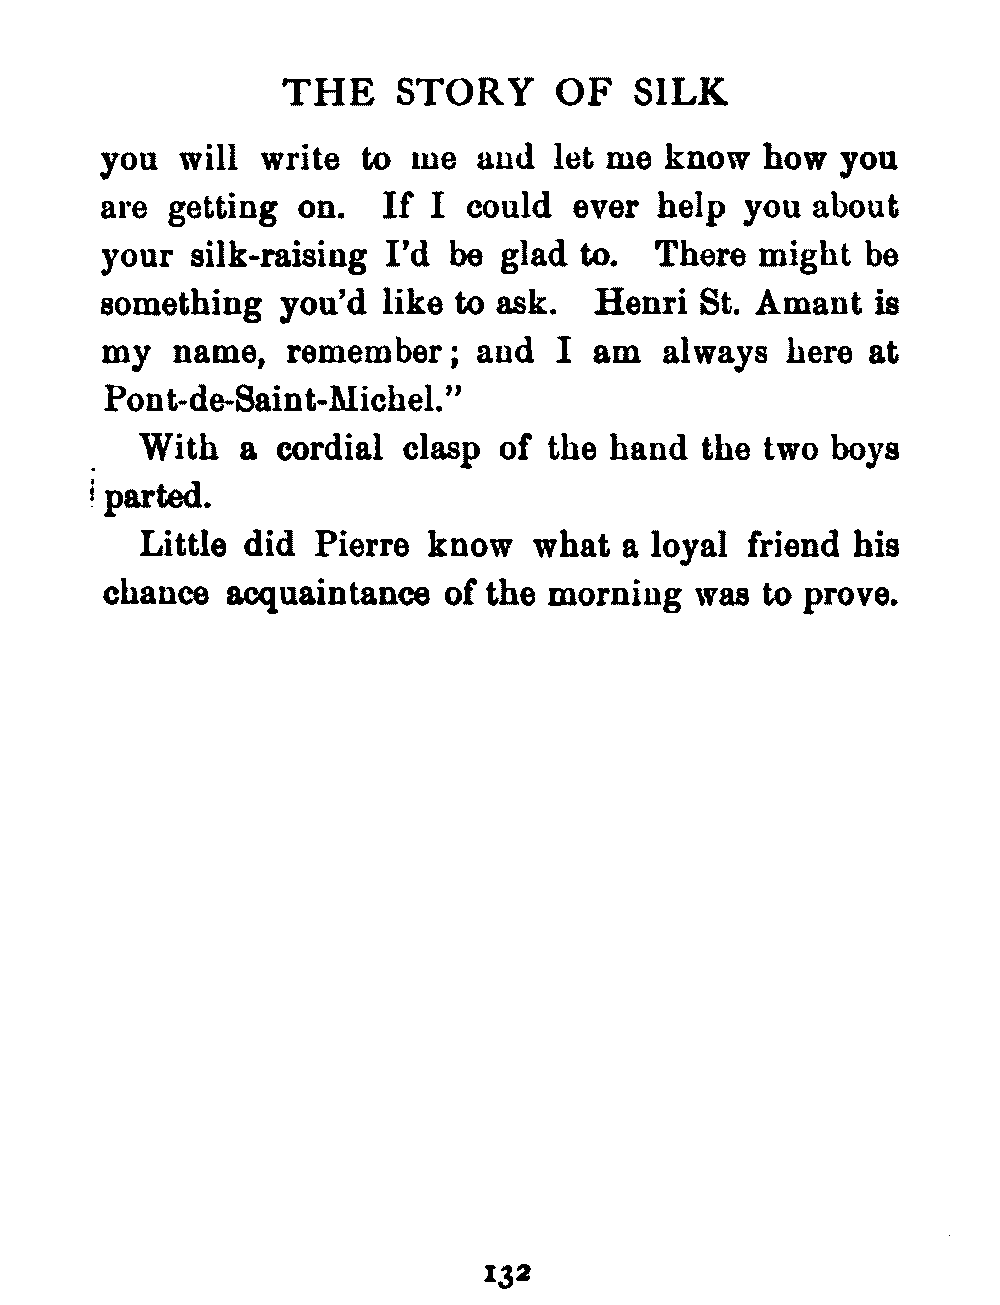 THE STORY OF SILK
you will write to me and let me know how you
are getting on. If I could ever help you about
your silk-raising I'd be glad to. There might be
something you'd like to ask. Henri St. Amant is
my name, remember; and I am always here at
Pont-de-Saint-Michel."
With a cordial clasp of the hand the two boys
parted.
Little did Pierre know what a loyal friend his
chance acquaintance of the morning was to prove.
132